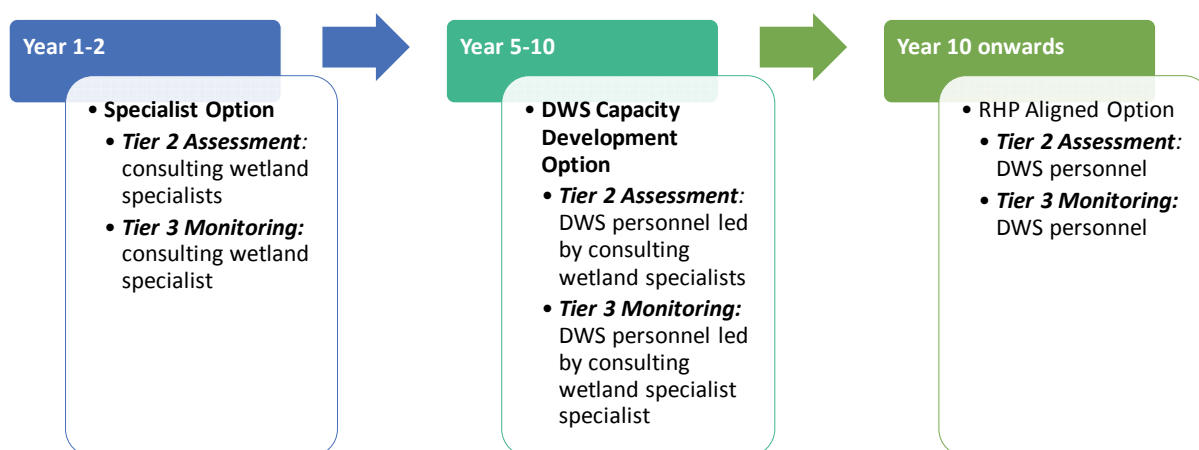 Year 1-2
• Specialist Option
• Tier 2 Assessment:
consulting wetland
specialists
• Tier 3 Monitoring:
consulting wetland
specialist
Year 5-10
• DWS Capacity
Development
Option
• Tier 2 Assessment:
DWS personnel led
by consulting
wetland specialists
• Tier 3 Monitoring:
DWS personnel led
by consulting
wetland specialist
specialist
Year 10 onwards
• RHP Aligned Option
• Tier 2 Assessment:
DWS personnel
• Tier 3 Monitoring:
DWS personnel